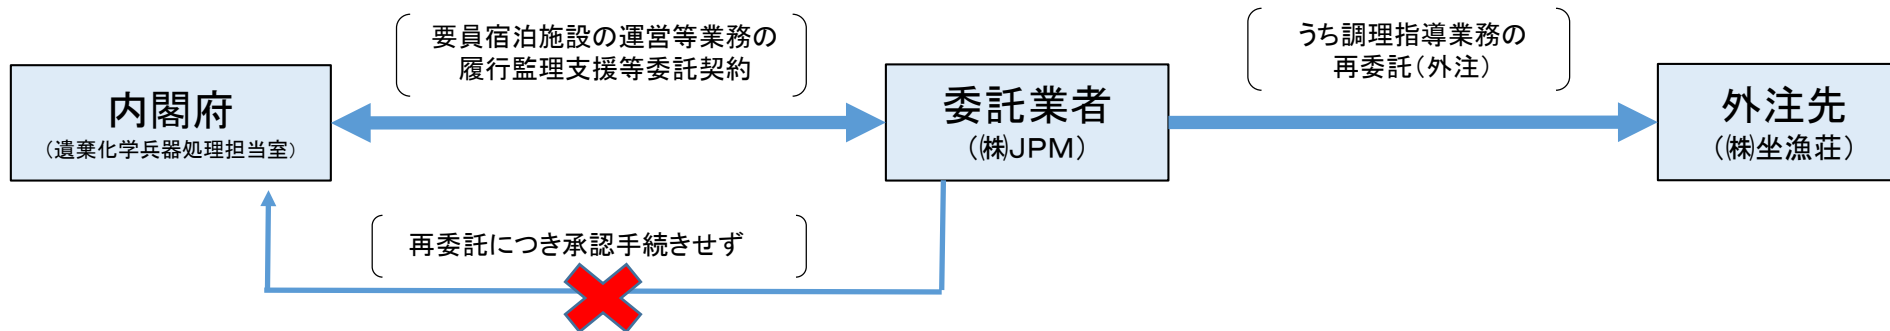 要員宿泊施設の運営等業務の
履行監理支援等委託契約
うち調理指導業務の
再委託（外注）
内閣府
（遺棄化学兵器処理担当室）
委託業者
（㈱ＪＰＭ）
外注先
（㈱坐漁荘）
再委託につき承認手続きせず